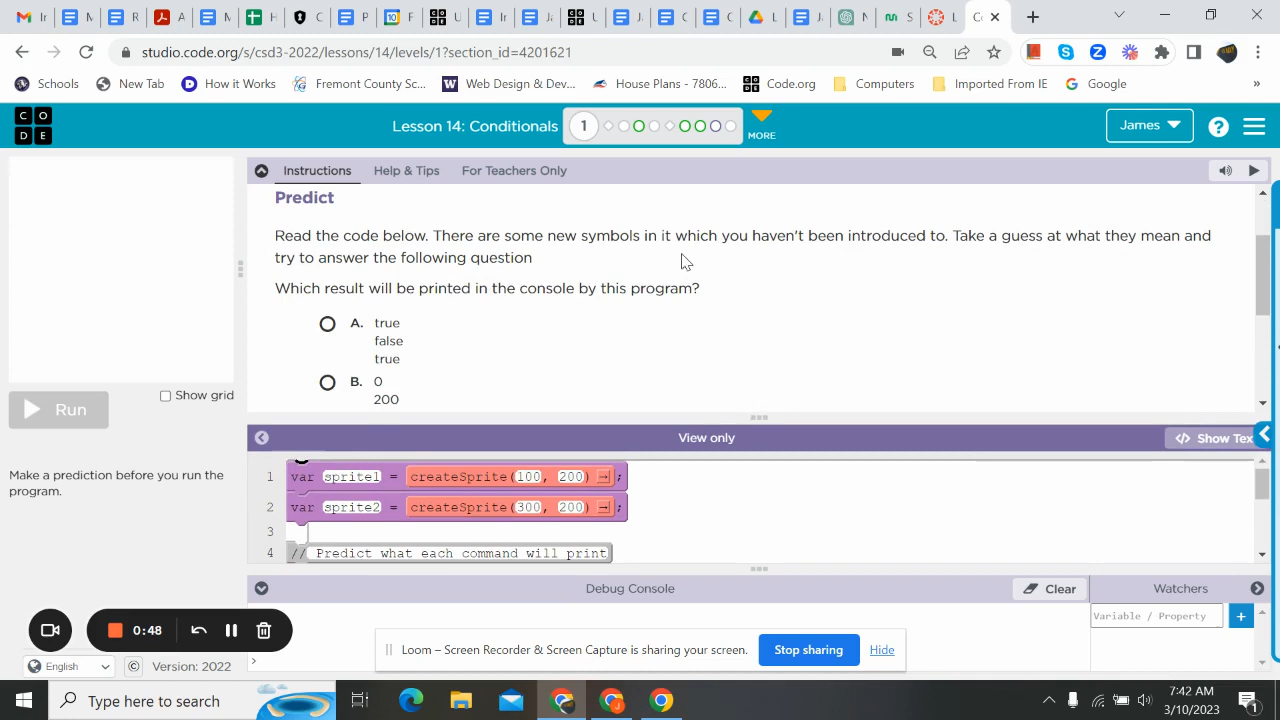 Ir
M
R
A
M
H
C
P
10 F
U
Ir
J
U
J
C
C
L
J
N
S
L
C
studio.code.org/s/csd3-2022/lessons/14/levels/1?section_id=4201621
Schools
New Tab
How it Works
Fremont County Sc...
Web Design & Dev...
House Plans - 7806...
Code.org
Computers
Imported From IE
Google
»
C O
D E
Lesson 14: Conditionals
1
MORE
James
?
Instructions
Help & Tips
For Teachers Only
Predict
Read the code below. There are some new symbols in it which you haven't been introduced to. Take a guess at what they mean and
try to answer the following question
Which result will be printed in the console by this program?
A. true
false
true
B. 0
200
Show grid
Run
Make a prediction before you run the
program.
View only
</> Show Tex
1 var sprite1 = createSprite(100, 200);
2 var sprite2 = createSprite(300, 200);
3
4 // Predict what each command will print
Debug Console
Clear
Watchers
Variable / Property
+
>
0:48
Loom – Screen Recorder & Screen Capture is sharing your screen.
Stop sharing
Hide
English
©
Version: 2022
Type here to search
7:42 AM
3/10/2023
1